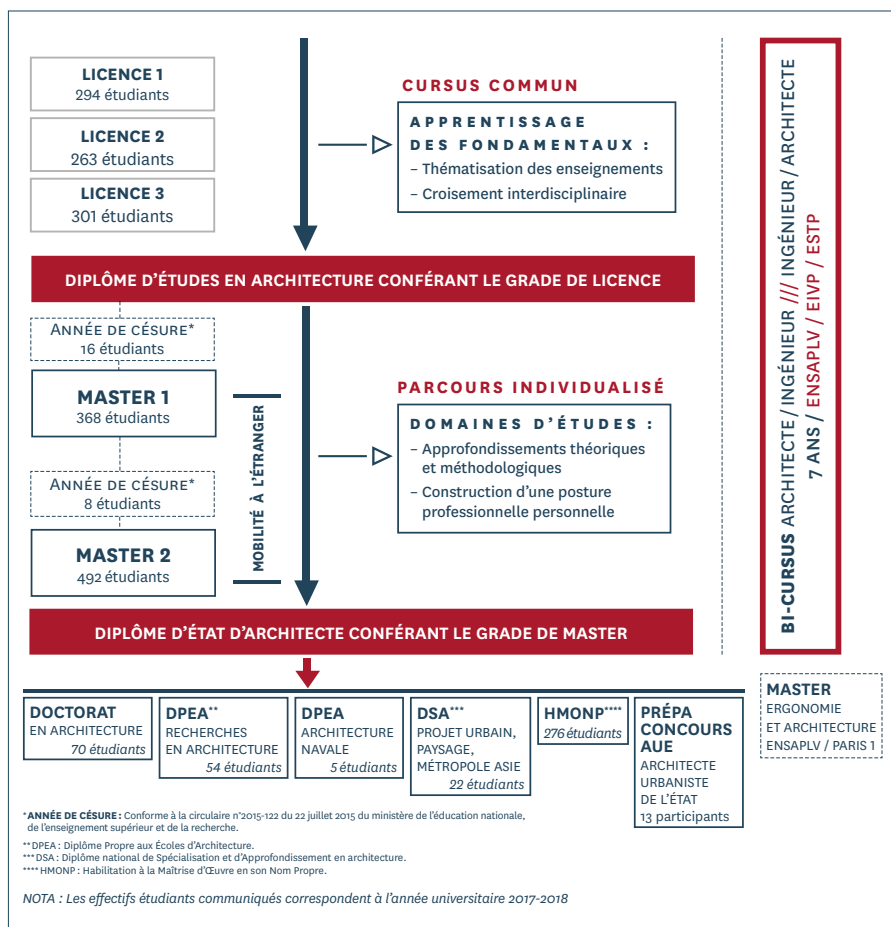 LICENCE 1
294 étudiants
LICENCE 2
263 étudiants
LICENCE 3
301 étudiants
CURSUS COMMUN
APPRENTISSAGE
DES FONDAMENTAUX :
– Thématisation des enseignements
– Croisement interdisciplinaire
DIPLÔME D'ÉTUDES EN ARCHITECTURE CONFÉRANT LE GRADE DE LICENCE
ANNÉE DE CÉSURE*
16 étudiants
MASTER 1
368 étudiants
ANNÉE DE CÉSURE*
8 étudiants
MASTER 2
492 étudiants
MOBILITÉ À L'ÉTRANGER
PARCOURS INDIVIDUALISÉ
DOMAINES D'ÉTUDES :
– Approfondissements théoriques
et méthodologiques
– Construction d'une posture
professionnelle personnelle
DIPLÔME D'ÉTAT D'ARCHITECTE CONFÉRANT LE GRADE DE MASTER
BI-CURSUS ARCHITECTE / INGÉNIEUR /// INGÉNIEUR / ARCHITECTE
7 ANS / ENSAPLV / EIVP / ESTP
DOCTORAT
EN ARCHITECTURE
70 étudiants
DPEA**
RECHERCHES
EN ARCHITECTURE
54 étudiants
DPEA
ARCHITECTURE
NAVALE
5 étudiants
DSA***
PROJET URBAIN,
PAYSAGE,
MÉTROPOLE ASIE
22 étudiants
HMONP****
276 étudiants
PRÉPA
CONCOURS
AUE
ARCHITECTE
URBANISTE
DE L'ÉTAT
13 participants
MASTER
ERGONOMIE
ET ARCHITECTURE
ENSAPLV / PARIS 1
*ANNÉE DE CÉSURE : Conforme à la circulaire n°2015-122 du 22 juillet 2015 du ministère de l'éducation nationale,
de l'enseignement supérieur et de la recherche.
**DPEA : Diplôme Propre aux Écoles d'Architecture.
***DSA : Diplôme national de Spécialisation et d'Approfondissement en architecture.
****HMONP : Habilitation à la Maîtrise d'Œuvre en son Nom Propre.
NOTA : Les effectifs étudiants communiqués correspondent à l'année universitaire 2017-2018